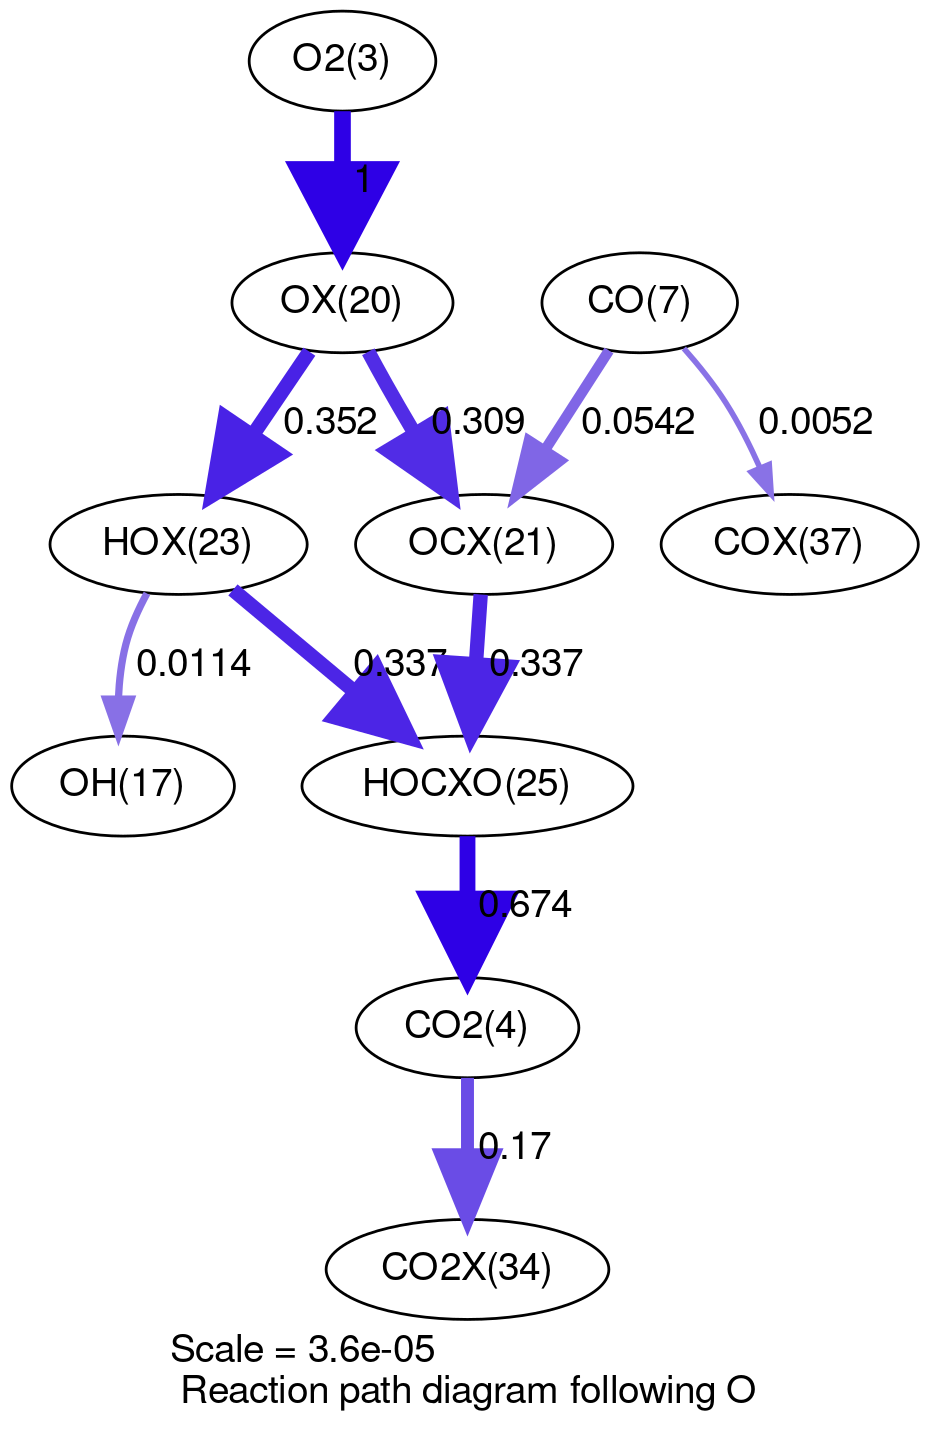 O2(3)
1
OX(20)
CO(7)
0.352
0.309
0.0542
0.0052
HOX(23)
OCX(21)
COX(37)
0.0114
0.337
0.337
OH(17)
HOCXO(25)
0.674
CO2(4)
0.17
CO2X(34)
Scale = 3.6e-05
Reaction path diagram following O